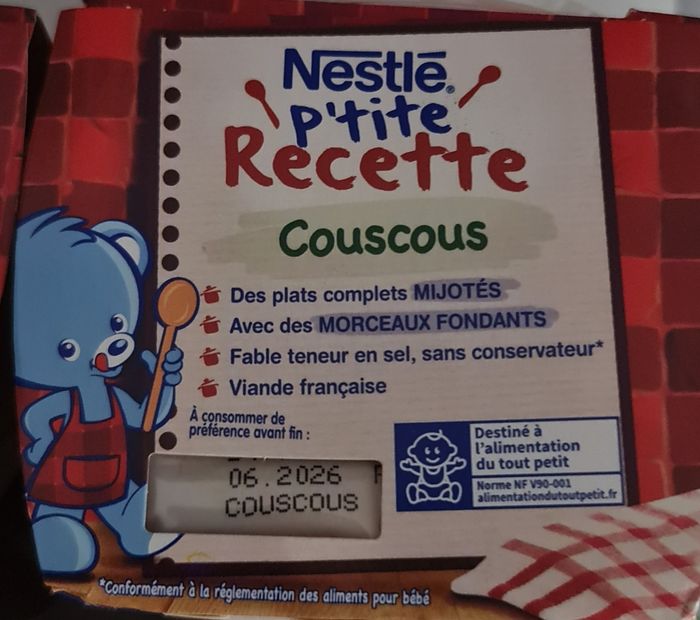 Nestlé®
p'tite
Recette
Couscous
Des plats complets MIJOTÉS
Avec des MORCEAUX FONDANTS
Fable teneur en sel, sans conservateur*
Viande française
À consommer de
préférence avant fin :
06.2026
COUSCOUS
Destiné à
l'alimentation
du tout petit
Norme NF V90-001
alimentationdutoutpetit.fr
*Conformément à la réglementation des aliments pour bébé